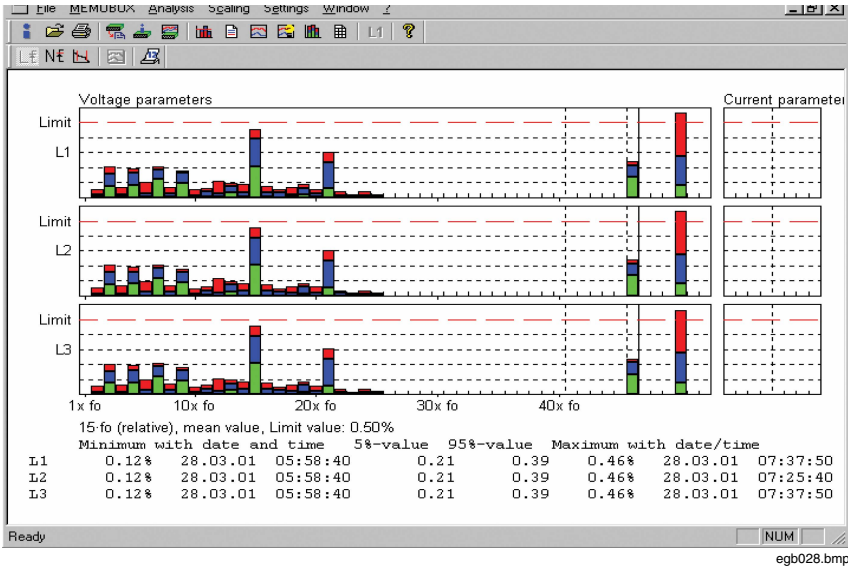 File MEMOBOX Analysis Scaling Settings Window ?
L1
Voltage parameters Current parameter
Limit
L1
Limit
L2
Limit
L3
1x fo 10x fo 20x fo 30x fo 40x fo
15·fo (relative), mean value, Limit value: 0.50%
Minimum with date and time 5%-value 95%-value Maximum with date/time
L1 0.12% 28.03.01 05:58:40 0.21 0.39 0.46% 28.03.01 07:37:50
L2 0.12% 28.03.01 05:58:40 0.21 0.39 0.46% 28.03.01 07:25:40
L3 0.12% 28.03.01 05:58:40 0.21 0.39 0.46% 28.03.01 07:37:50
Ready NUM
egb028.bmp